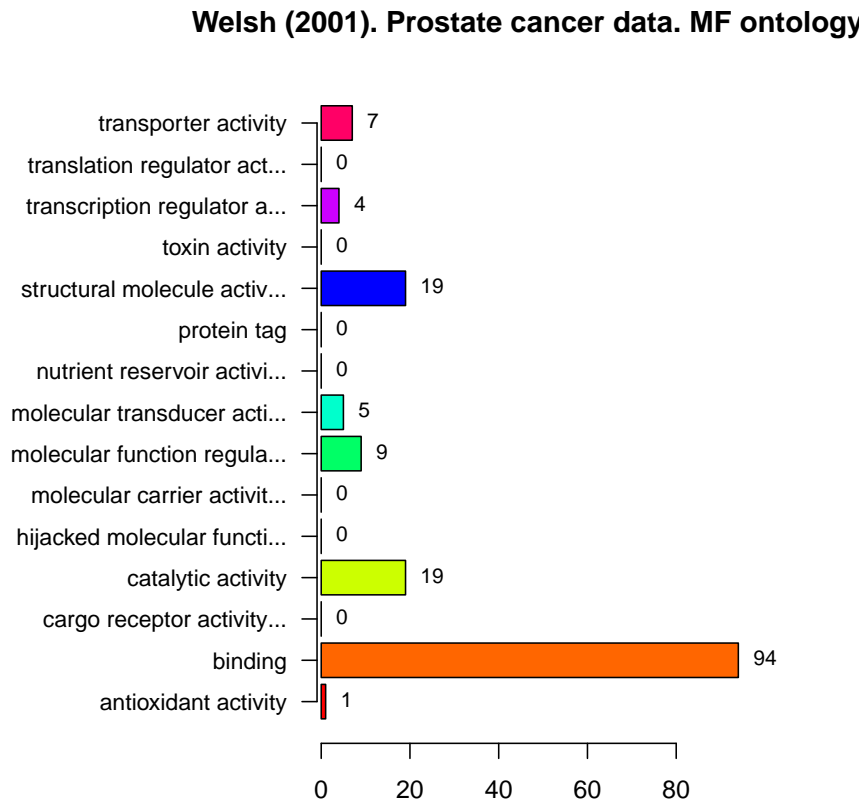 Welsh (2001). Prostate cancer data. MF ontology
transporter activity 7
translation regulator act... 0
transcription regulator a... 4
toxin activity 0
structural molecule activ... 19
protein tag 0
nutrient reservoir activi... 0
molecular transducer acti... 5
molecular function regula... 9
molecular carrier activit... 0
hijacked molecular functi... 0
catalytic activity 19
cargo receptor activity... 0
binding 94
antioxidant activity 1
0 20 40 60 80